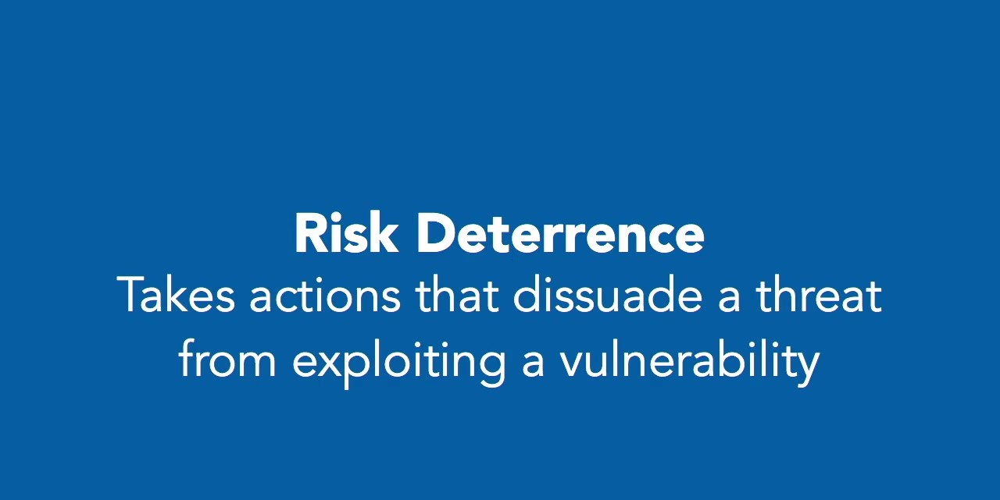 Risk Deterrence
Takes actions that dissuade a threat
from exploiting a vulnerability